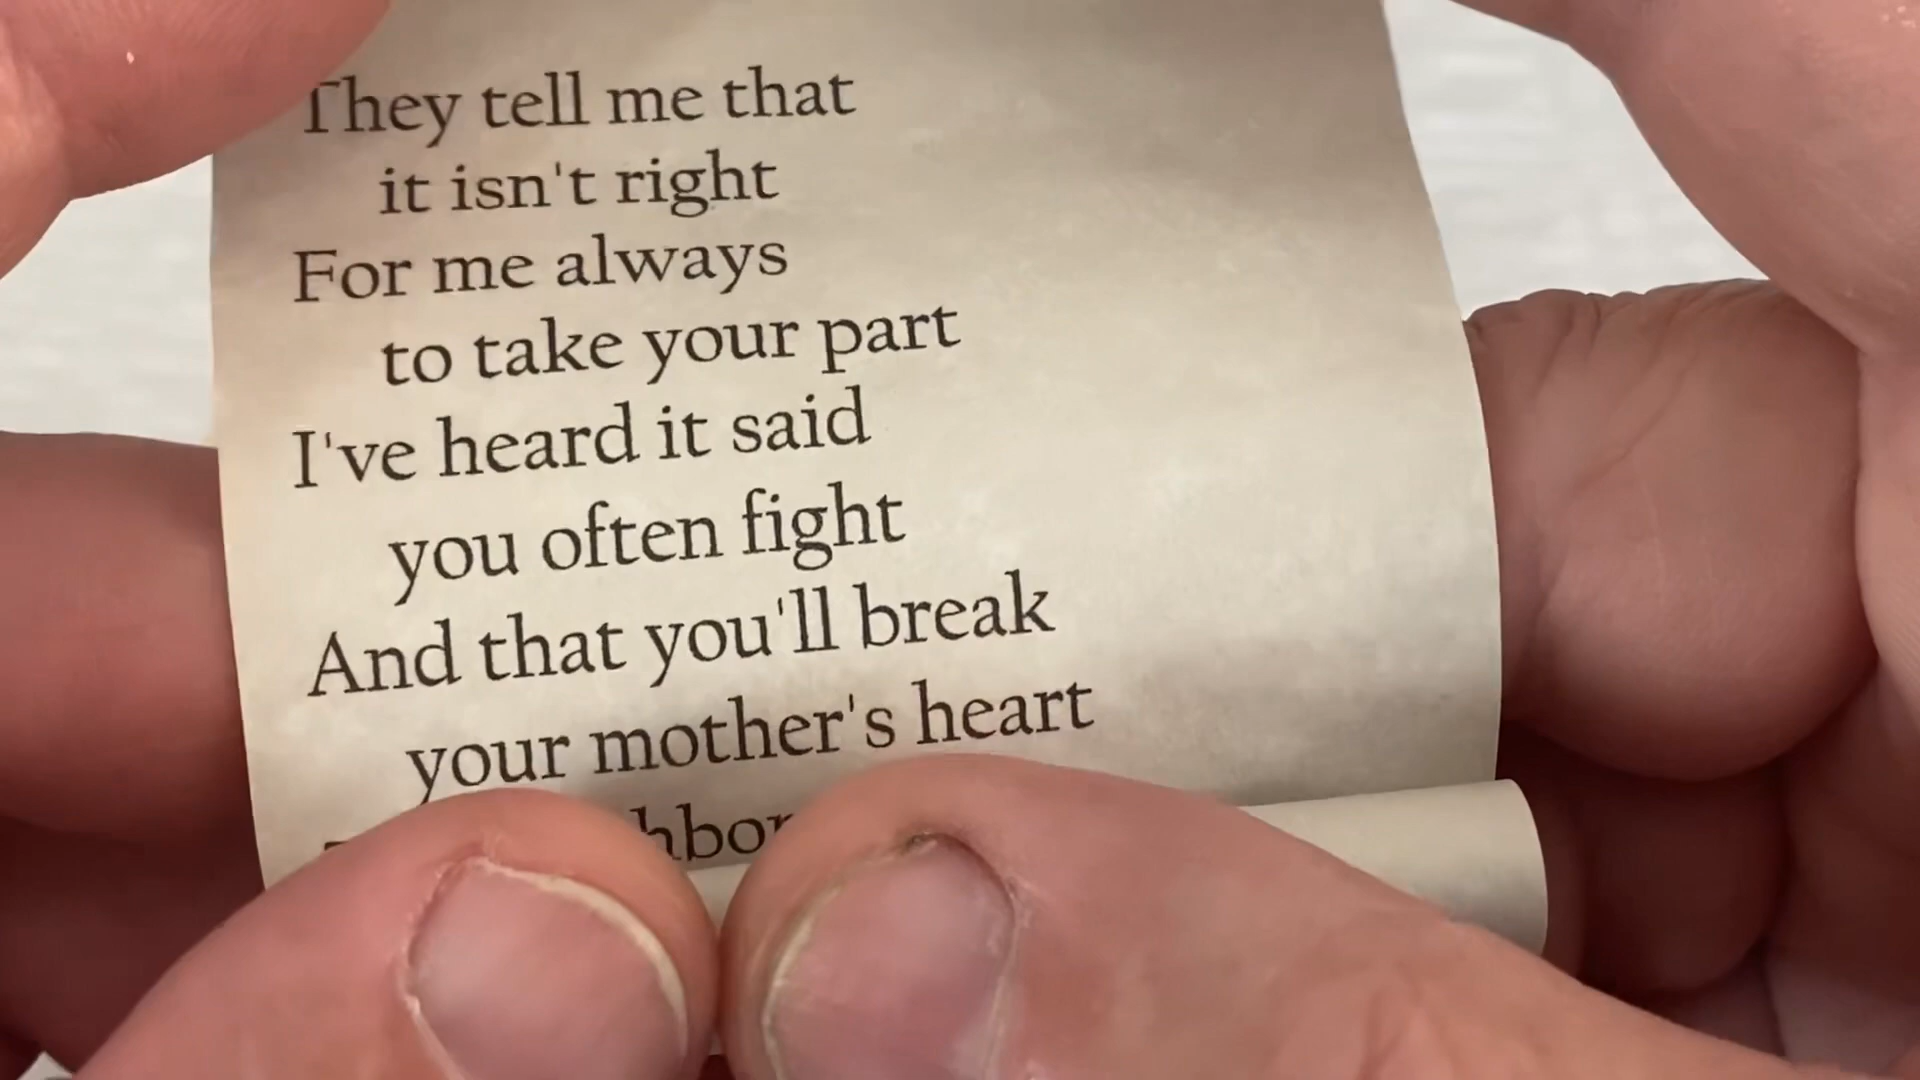 They tell me that
it isn't right
For me always
to take your part
I've heard it said
you often fight
And that you'll break
your mother's heart